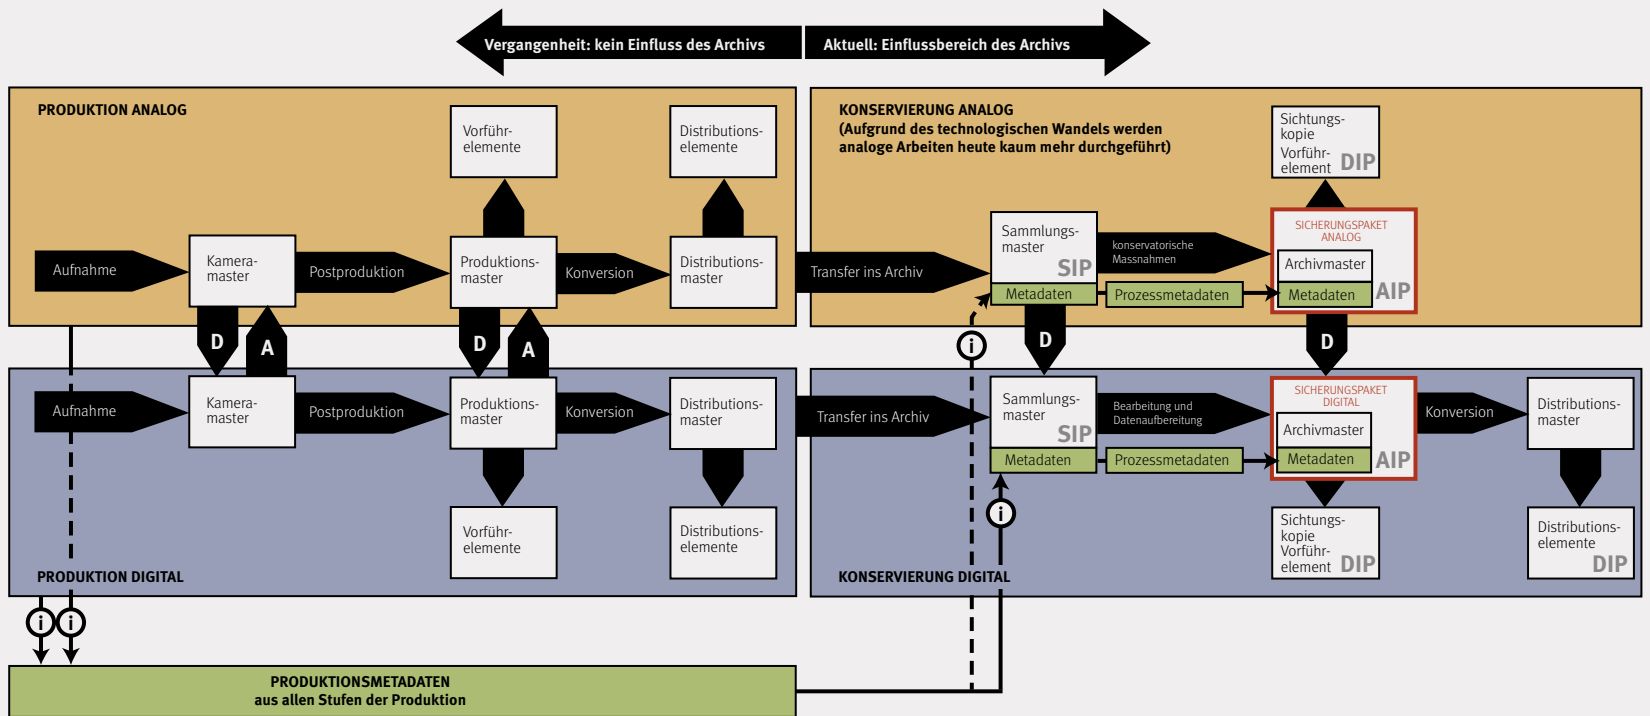 Vergangenheit: kein Einfluss des Archivs
Aktuell: Einflussbereich des Archivs
PRODUKTION ANALOG
Vorführ-
elemente
Distributions-
elemente
Aufnahme
Kamera-
master
Postproduktion
Produktions-
master
Konversion
Distributions-
master
D
A
D
A
KONSERVIERUNG ANALOG
(Aufgrund des technologischen Wandels werden
analoge Arbeiten heute kaum mehr durchgeführt)
Sichtungs-
kopie
Vorführ-
element
DIP
Transfer ins Archiv
Sammlungs-
master
SIP
Metadaten
konservatorische
Massnahmen
Prozessmetadaten
SICHERUNGSPAKET
ANALOG
Archivmaster
Metadaten
AIP
i
D
D
Aufnahme
Kamera-
master
Postproduktion
Produktions-
master
Konversion
Distributions-
master
Vorführ-
elemente
Distributions-
elemente
PRODUKTION DIGITAL
Transfer ins Archiv
Sammlungs-
master
SIP
Metadaten
Bearbeitung und
Datenaufbereitung
Prozessmetadaten
SICHERUNGSPAKET
DIGITAL
Archivmaster
Metadaten
AIP
Konversion
Distributions-
master
i
Sichtungs-
kopie
Vorführ-
element
DIP
Distributions-
elemente
DIP
KONSERVIERUNG DIGITAL
i
i
PRODUKTIONSMETADATEN
aus allen Stufen der Produktion